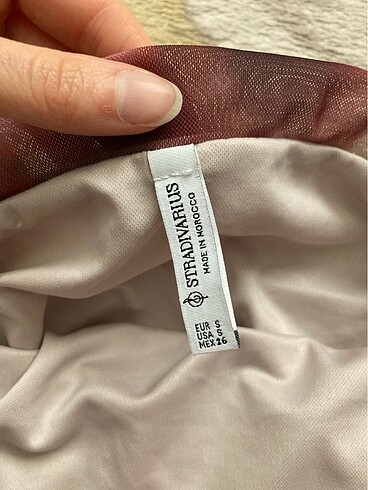 STRADIVARIUS
MADE IN MOROCCO
EUR S
USA S
MEX 26